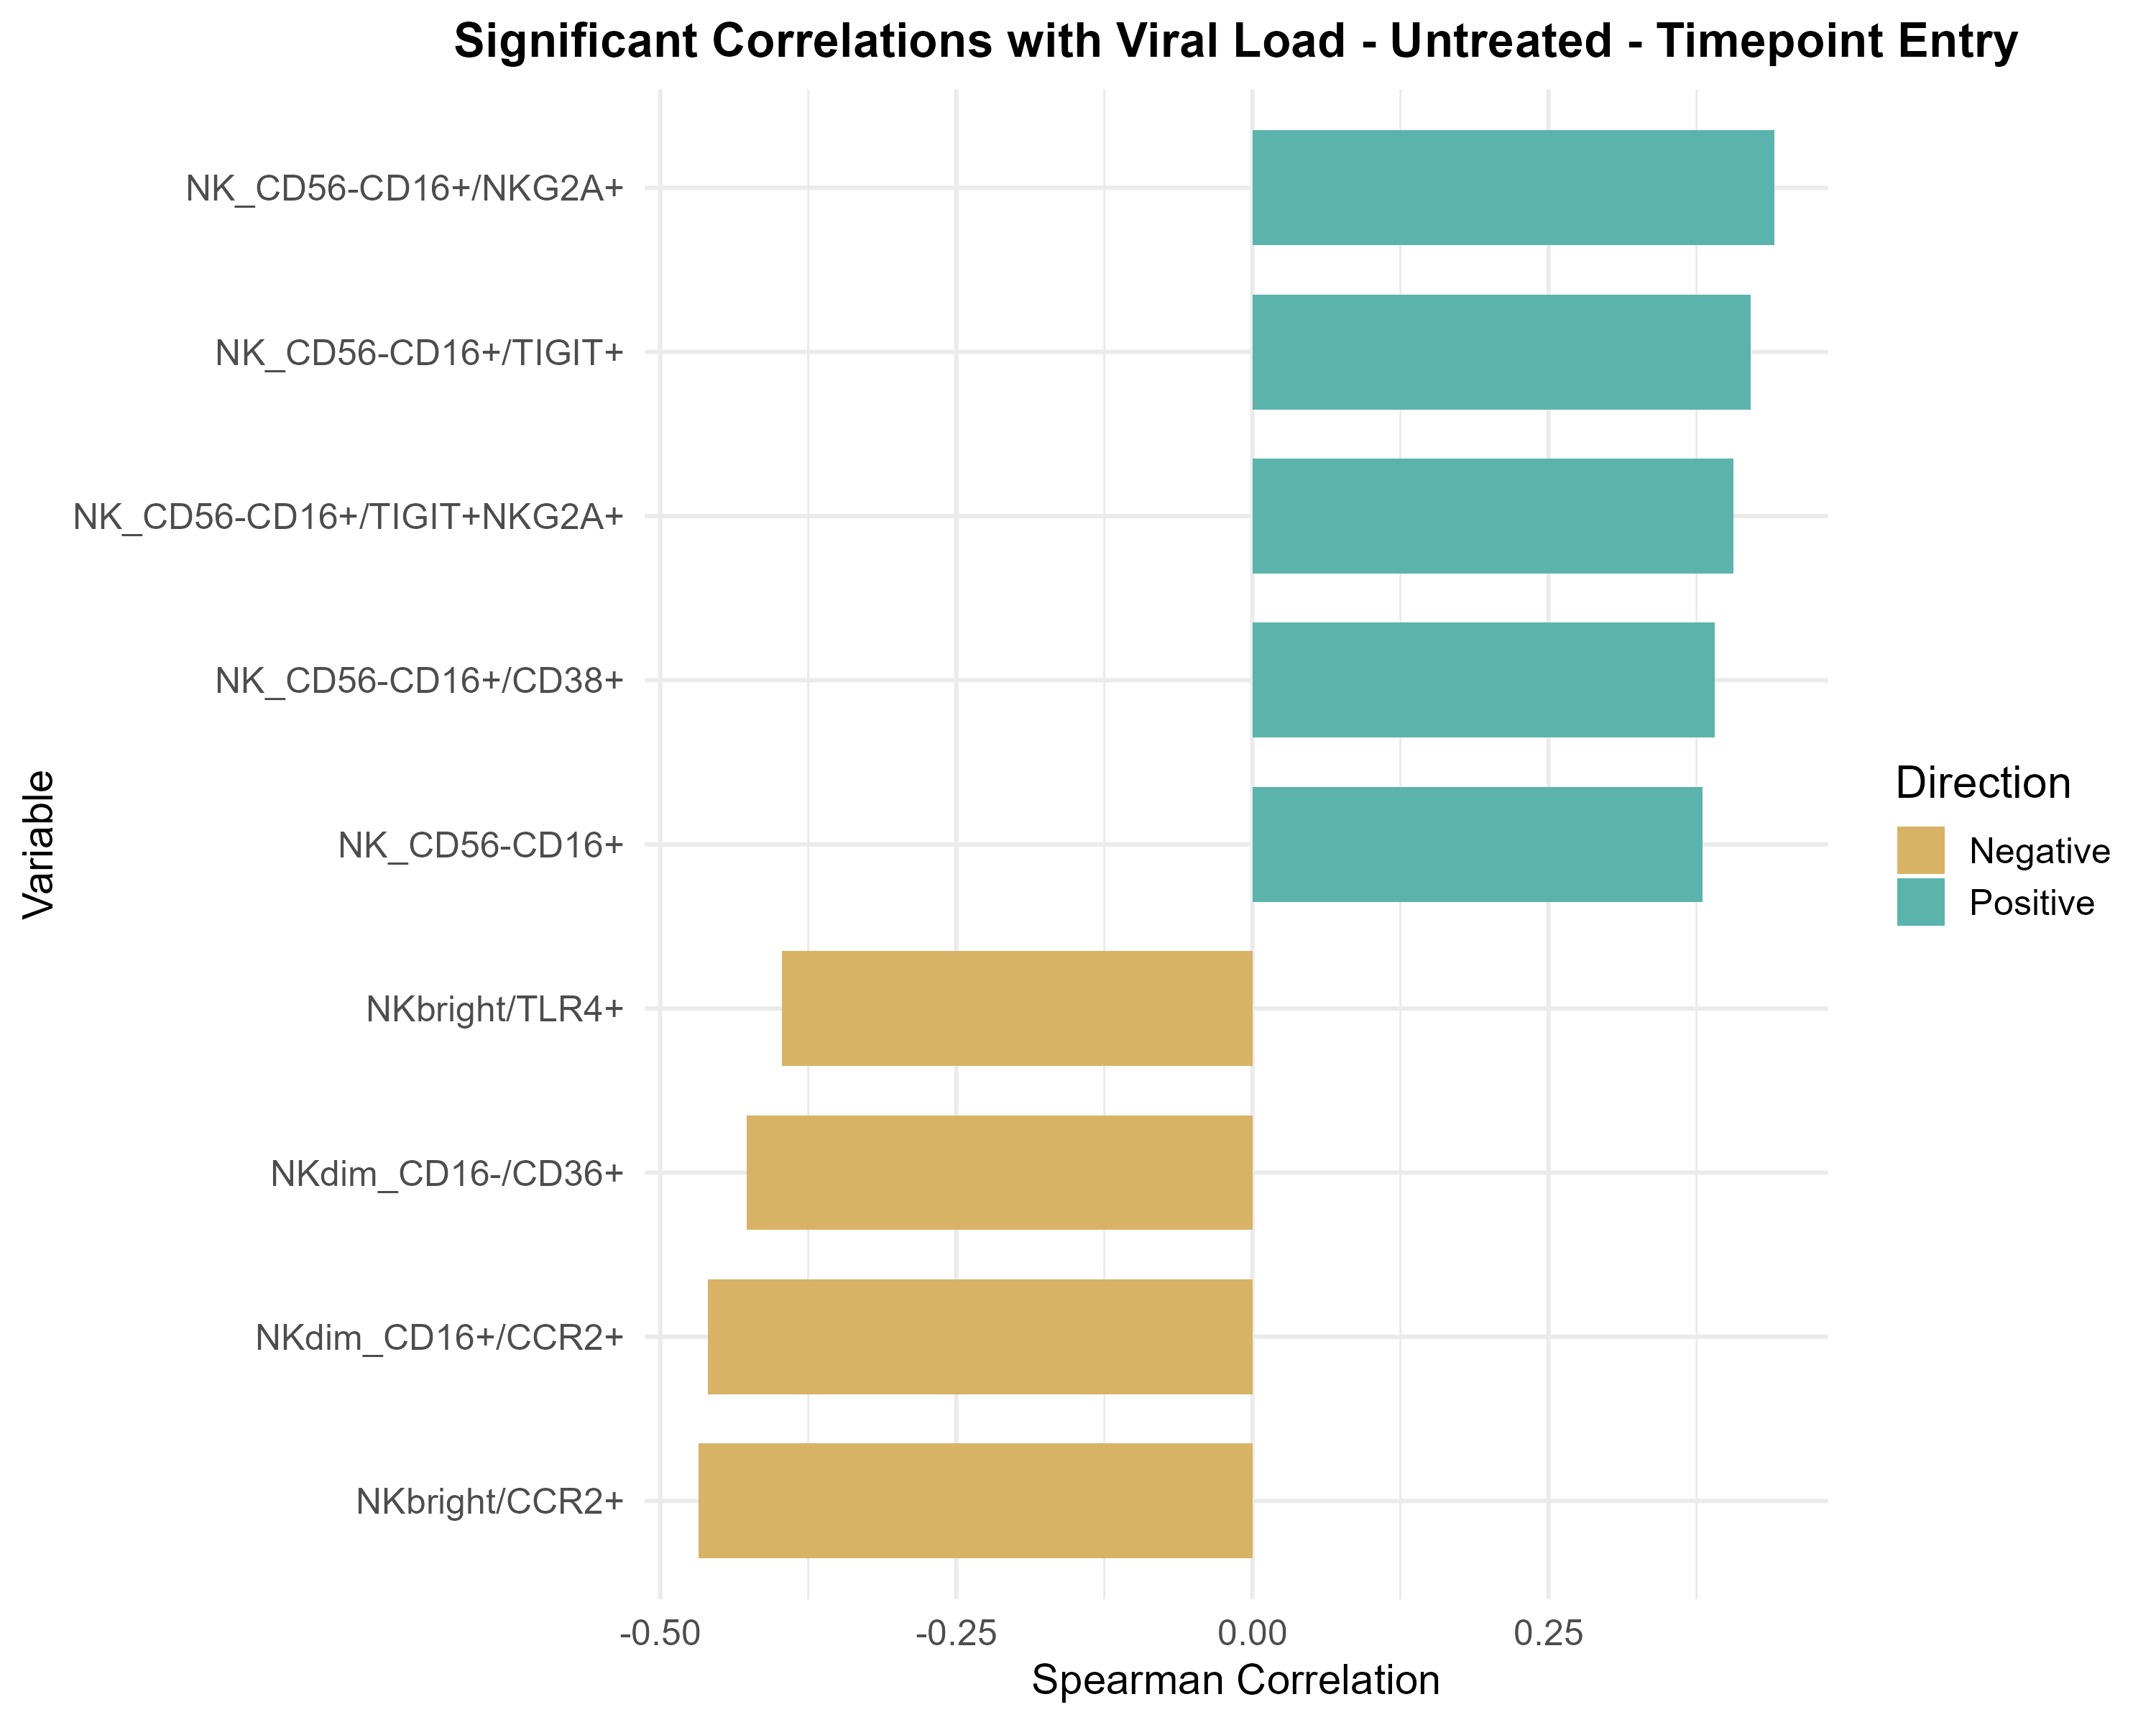 Significant Correlations with Viral Load - Untreated - Timepoint Entry
NK_CD56-CD16+/NKG2A+
NK_CD56-CD16+/TIGIT+
NK_CD56-CD16+/TIGIT+NKG2A+
NK_CD56-CD16+/CD38+
NK_CD56-CD16+
NKbright/TLR4+
NKdim_CD16-/CD36+
NKdim_CD16+/CCR2+
NKbright/CCR2+
Variable
-0.50 -0.25 0.00 0.25
Spearman Correlation
Direction
Negative
Positive